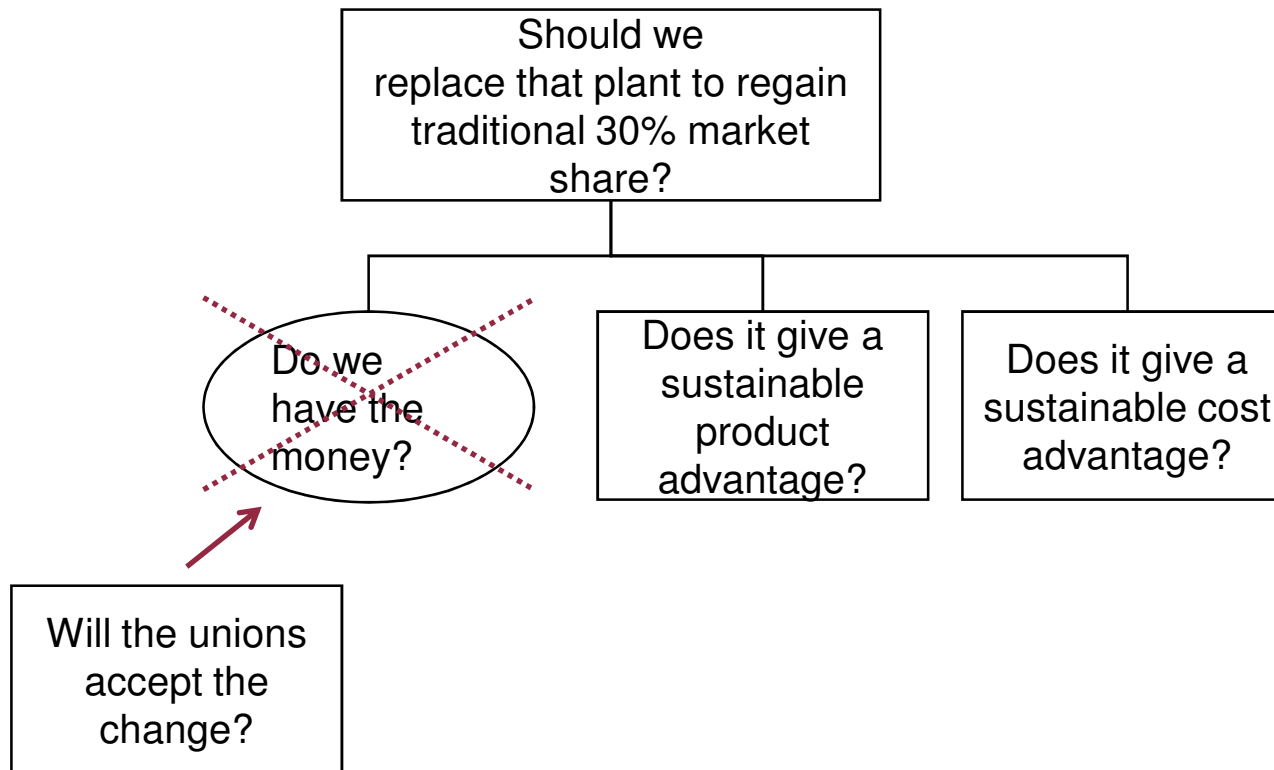 Should we
replace that plant to regain
traditional 30% market
share?
Do we
have the
money?
Does it give a
sustainable
product
advantage?
Does it give a
sustainable cost
advantage?
Will the unions
accept the
change?